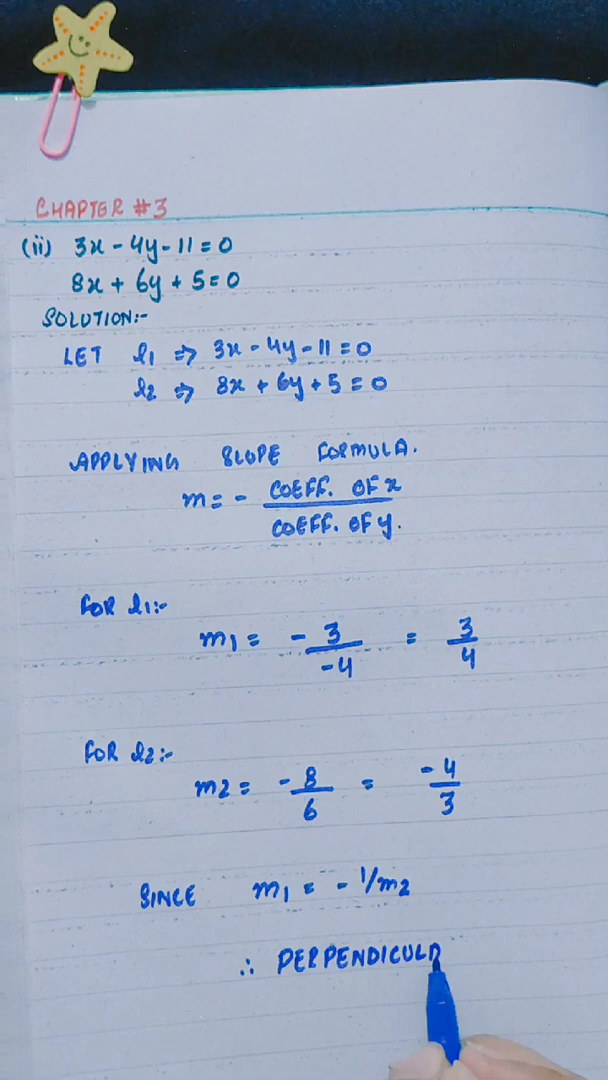 CHAPTER #3
(ii) 3x - 4y - 11 = 0
8x + 6y + 5 = 0
SOLUTION:-
LET l1 ⇒ 3x - 4y - 11 = 0
l2 ⇒ 8x + 6y + 5 = 0
APPLYING SLOPE FORMULA.
m = - COEFF. OF x / COEFF. OF y.
FOR l1:-
m1 = - 3/-4 = 3/4
FOR l2:-
m2 = - 8/6 = -4/3
SINCE m1 = - 1/m2
∴ PERPENDICULA